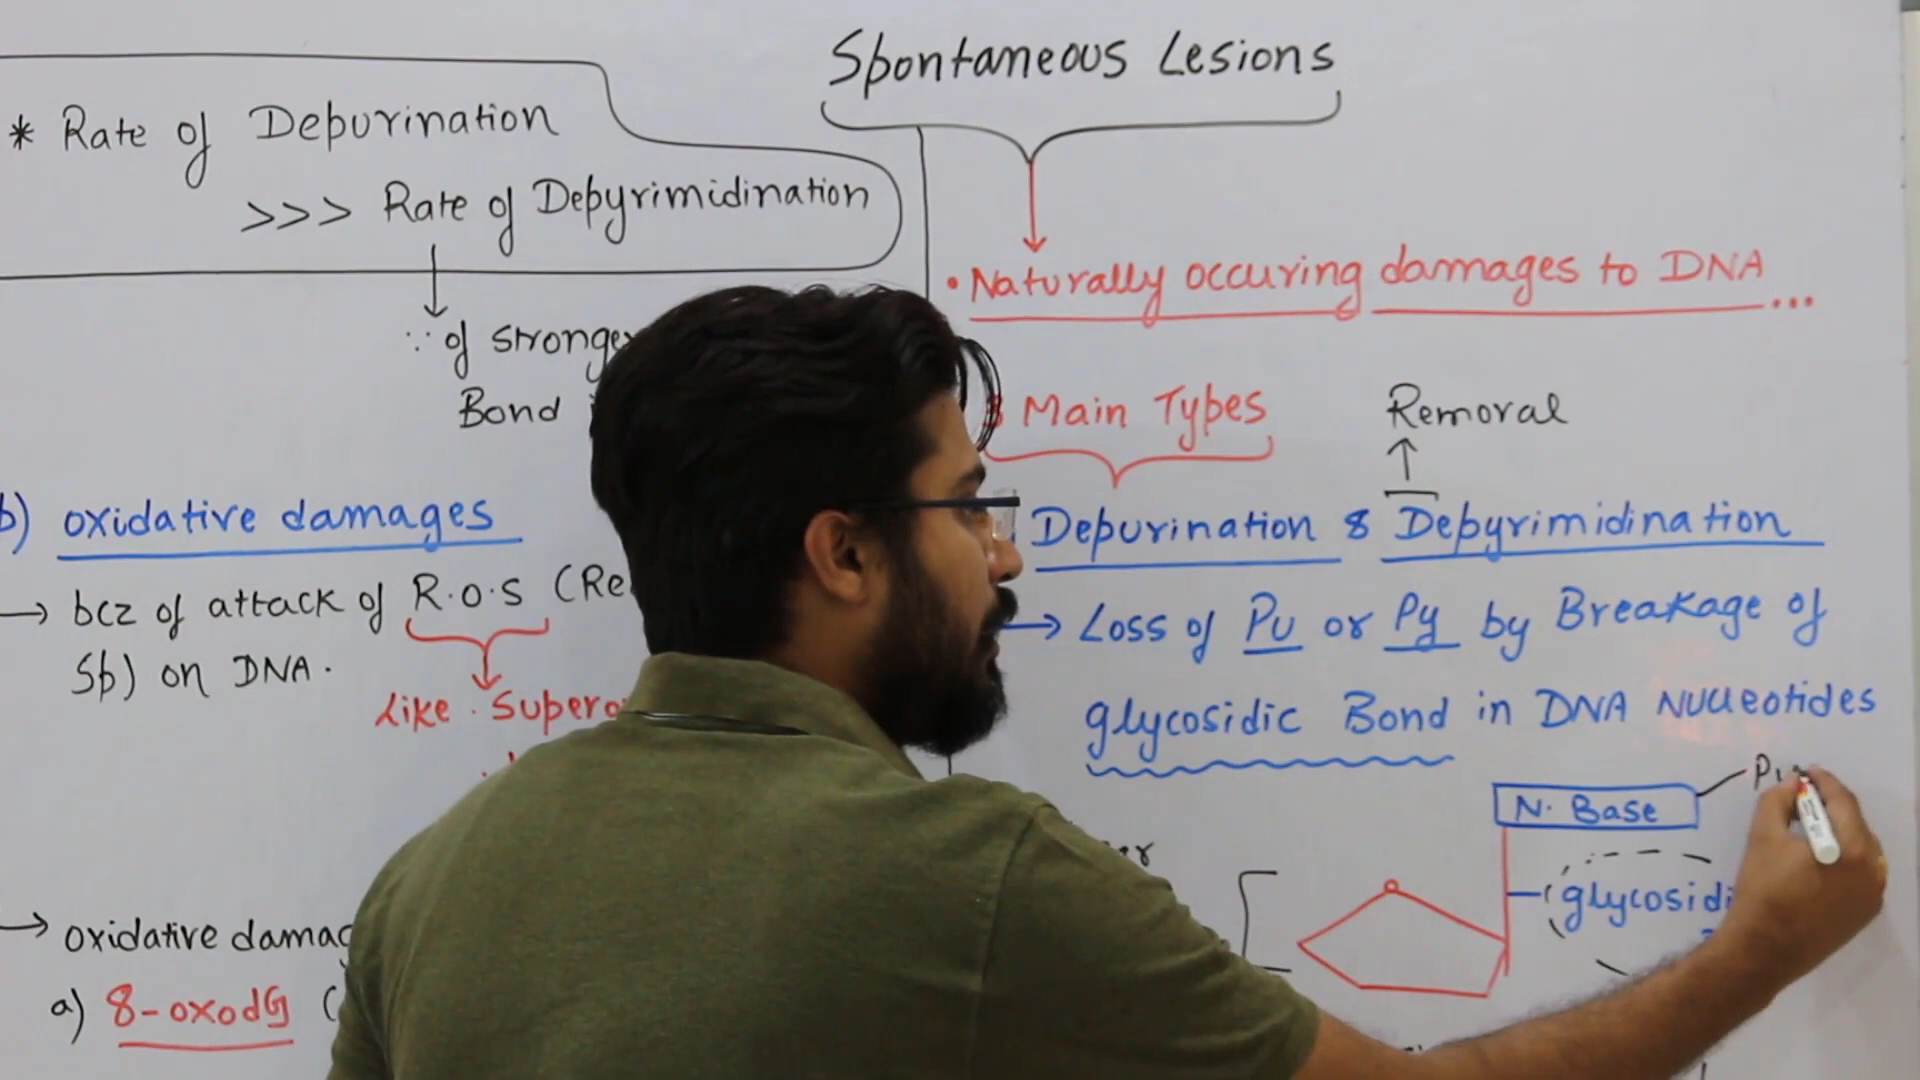 Spontaneous Lesions
* Rate of Depurination
>>> Rate of Depyrimidination
∵ of stronge
Bond
• Naturally occuring damages to DNA...
Main Types
Removal
Depurination & Depyrimidination
→ Loss of Pu or Py by Breakage of
glycosidic Bond in DNA Nucleotides
N. Base
glycosidi
b) oxidative damages
→ bcz of attack of R.O.S (Re
Sp) on DNA.
Like . Supero
→ oxidative damag
a) 8-oxodG (